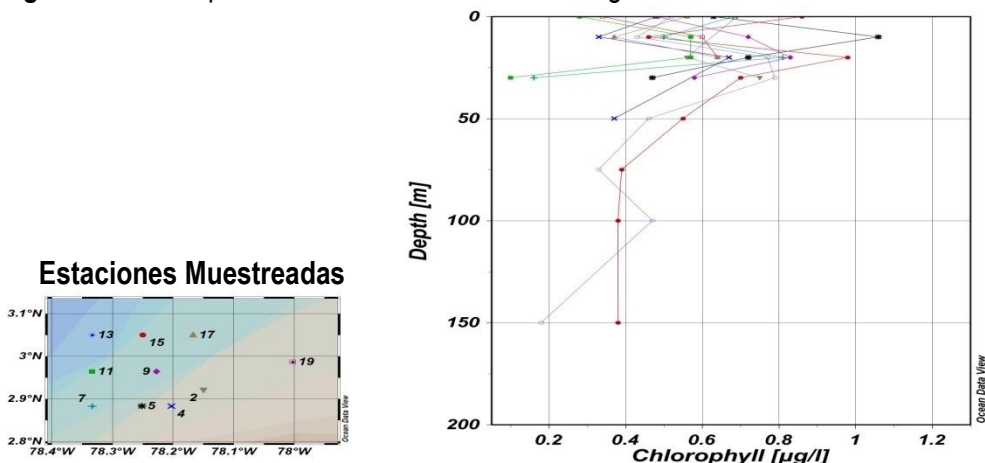 0
50
100
150
200
Depth [m]
0.2 0.4 0.6 0.8 1 1.2
Chlorophyll [µg/l]
Ocean Data View
Estaciones Muestreadas
3.1°N
3°N
2.9°N
2.8°N
13
15
17
19
11
9
2
7
5
4
78.4°W 78.3°W 78.2°W 78.1°W 78°W
Ocean Data View